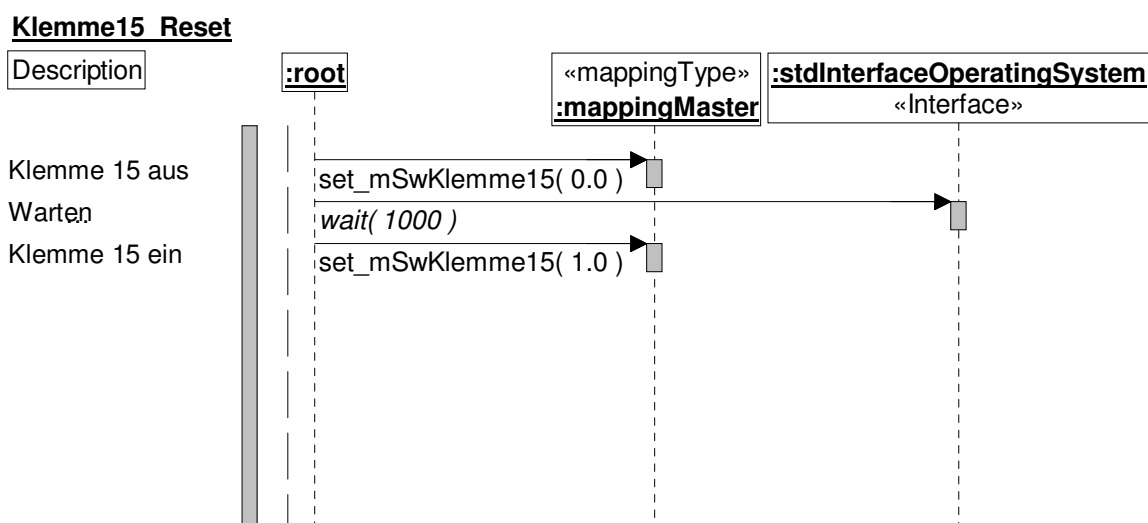 Klemme15_Reset
Description
:root
«mappingType»
:mappingMaster
:stdInterfaceOperatingSystem
«Interface»
Klemme 15 aus
set_mSwKlemme15( 0.0 )
Warten
wait( 1000 )
Klemme 15 ein
set_mSwKlemme15( 1.0 )